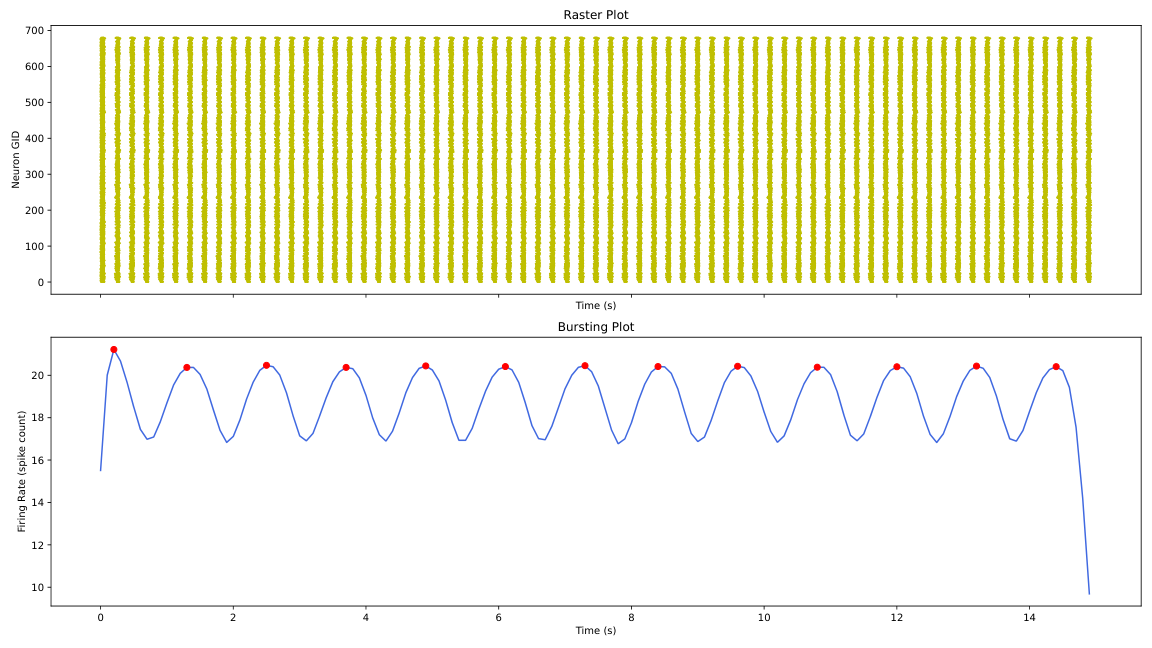 Raster Plot
700
600
500
400
300
200
100
0
Neuron GID
Time (s)
Bursting Plot
20
18
16
14
12
10
Firing Rate (spike count)
0 2 4 6 8 10 12 14
Time (s)